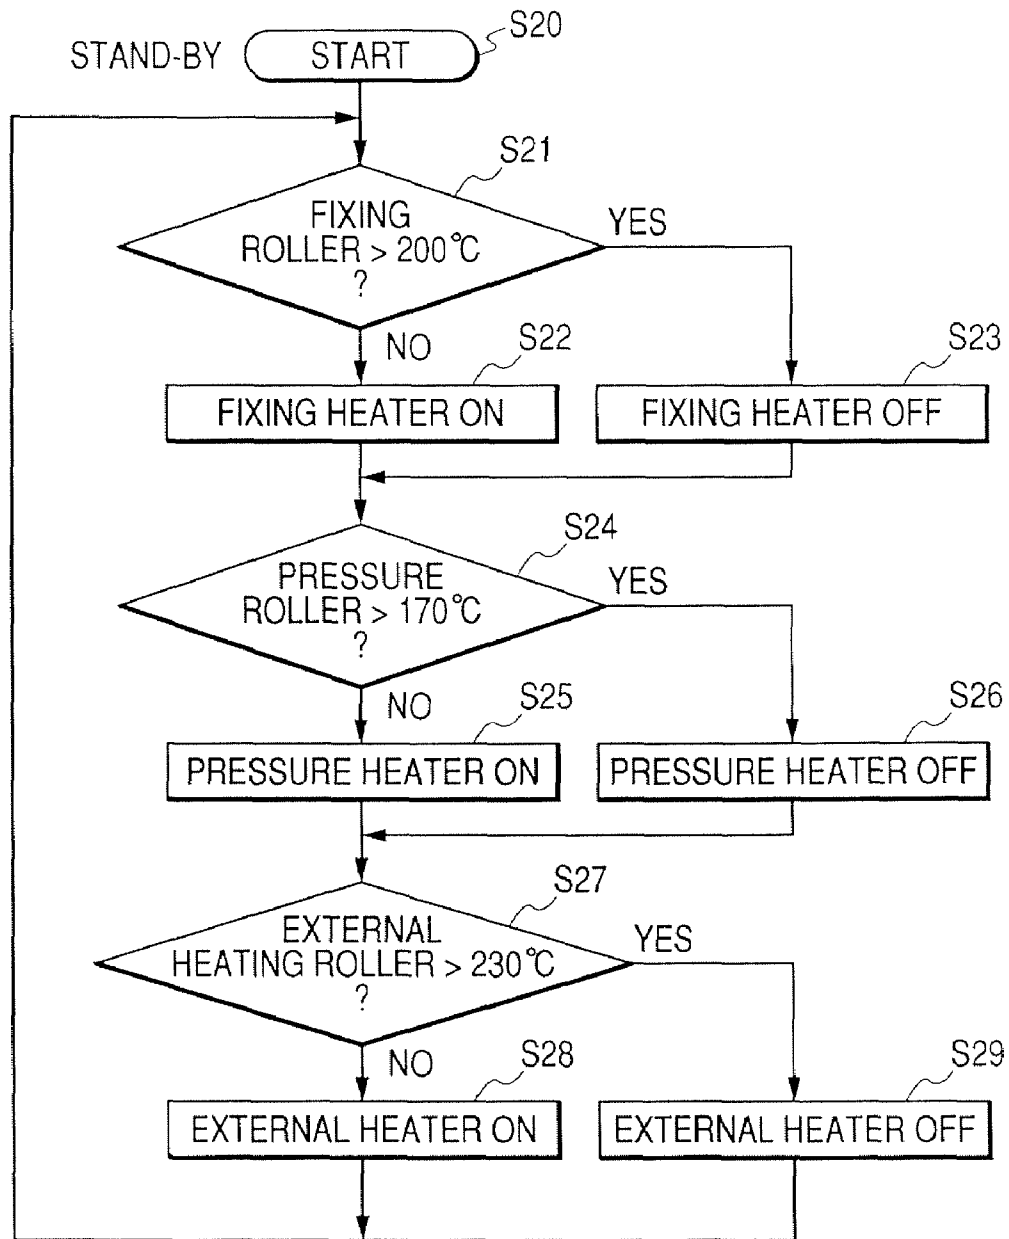 STAND-BY
START
S20
S21
FIXING
ROLLER > 200°C
?
YES
NO
S22
S23
FIXING HEATER ON
FIXING HEATER OFF
S24
PRESSURE
ROLLER > 170°C
?
YES
NO
S25
S26
PRESSURE HEATER ON
PRESSURE HEATER OFF
S27
EXTERNAL
HEATING ROLLER > 230°C
?
YES
NO
S28
S29
EXTERNAL HEATER ON
EXTERNAL HEATER OFF